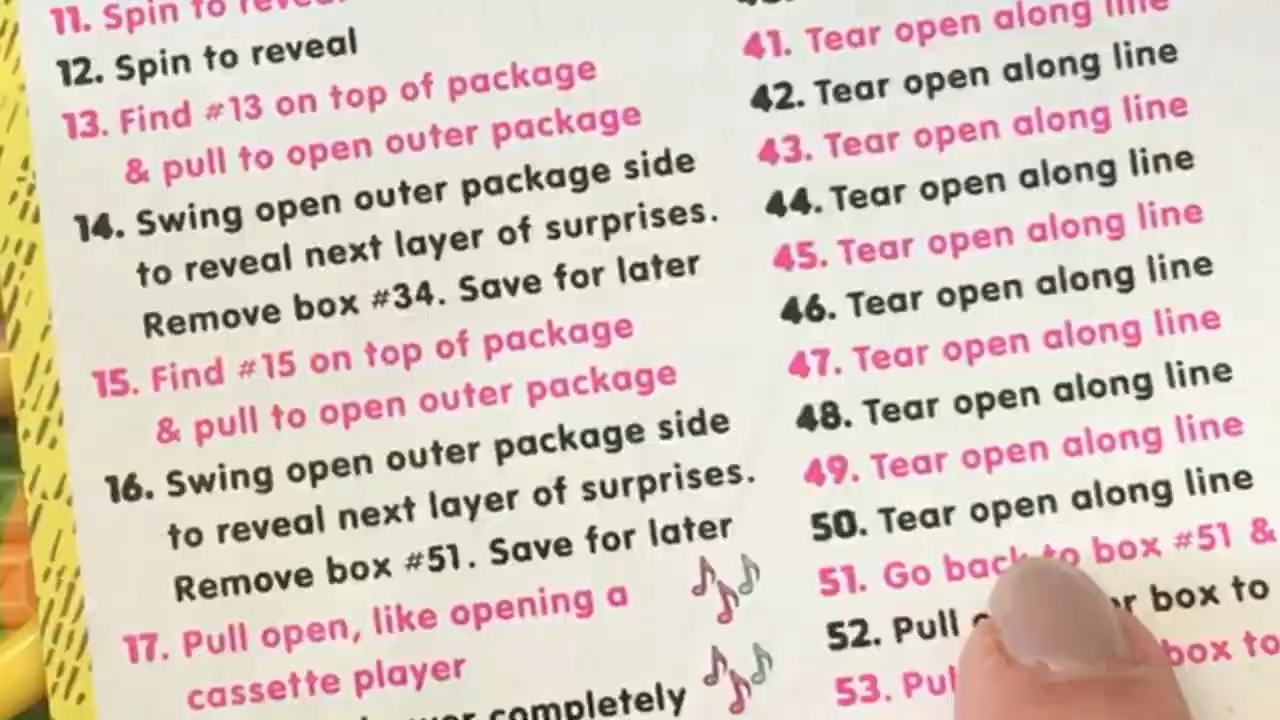 11. Spin to
12. Spin to reveal
13. Find #13 on top of package
& pull to open outer package
14. Swing open outer package side
to reveal next layer of surprises.
Remove box #34. Save for later
15. Find #15 on top of package
& pull to open outer package
16. Swing open outer package side
to reveal next layer of surprises.
Remove box #51. Save for later
17. Pull open, like opening a
cassette player
completely
41. Tear open along line
42. Tear open along line
43. Tear open along line
44. Tear open along line
45. Tear open along line
46. Tear open along line
47. Tear open along line
48. Tear open along line
49. Tear open along line
50. Tear open along line
51. Go back to box #51 &
52. Pull box to
53. box to